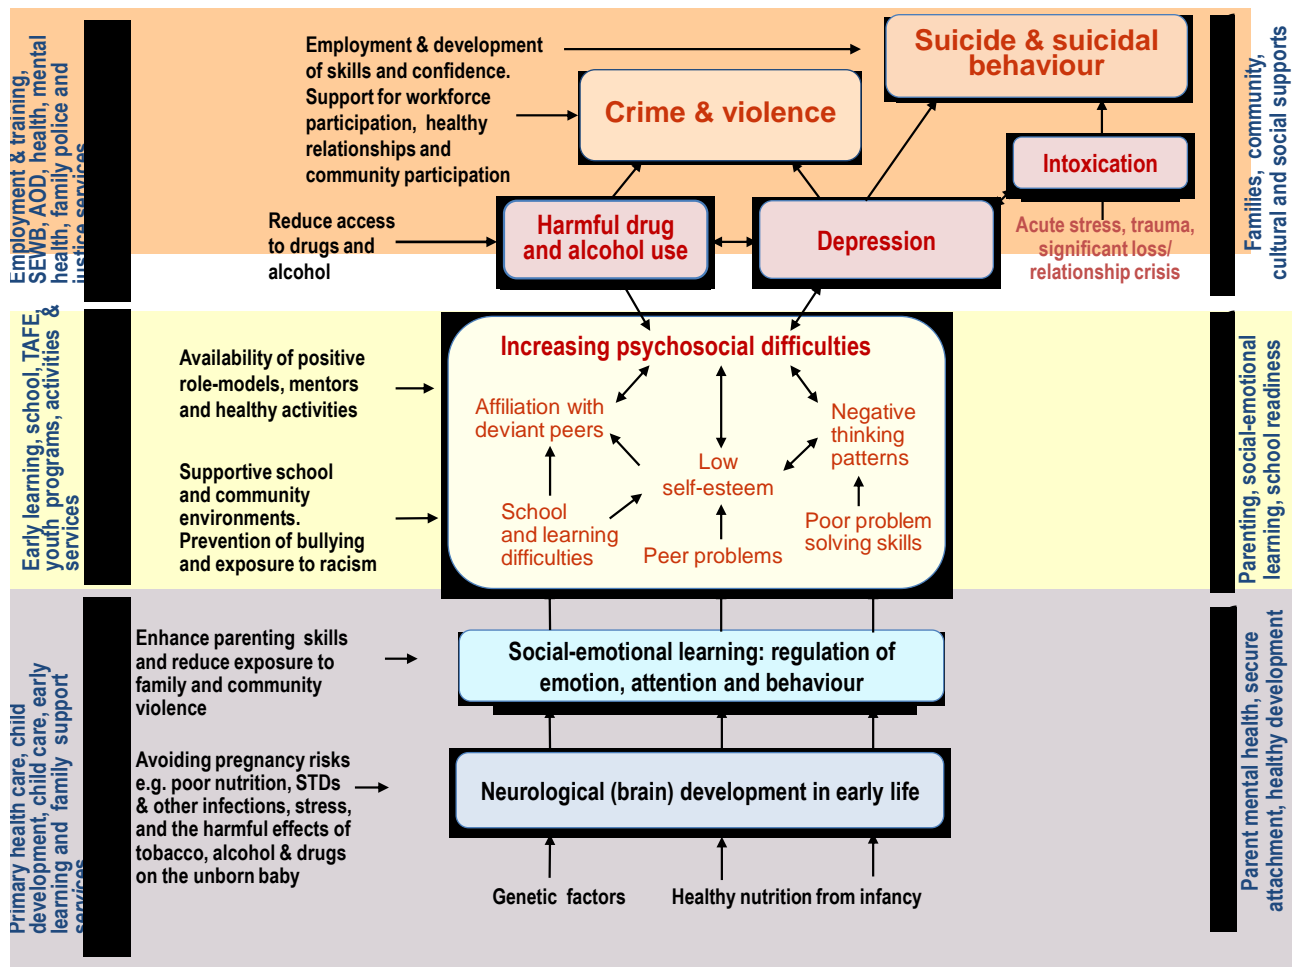 Employment & training,
SEWB, AOD, health, mental
health, family police and
justice services
Employment & development
of skills and confidence.
Support for workforce
participation, healthy
relationships and
community participation
Suicide & suicidal
behaviour
Crime & violence
Intoxication
Reduce access
to drugs and
alcohol
Harmful drug
and alcohol use
Depression
Acute stress, trauma,
significant loss/
relationship crisis
Families, community,
cultural and social supports
Early learning, school, TAFE,
youth programs, activities &
services
Availability of positive
role-models, mentors
and healthy activities
Supportive school
and community
environments.
Prevention of bullying
and exposure to racism
Increasing psychosocial difficulties
Affiliation with
deviant peers
Negative
thinking
patterns
Low
self-esteem
School
and learning
difficulties
Peer problems
Poor problem
solving skills
Parenting, social-emotional
learning, school readiness
Primary health care, child
development, child care, early
learning and family support
services
Enhance parenting skills
and reduce exposure to
family and community
violence
Avoiding pregnancy risks
e.g. poor nutrition, STDs
& other infections, stress,
and the harmful effects of
tobacco, alcohol & drugs
on the unborn baby
Social-emotional learning: regulation of
emotion, attention and behaviour
Neurological (brain) development in early life
Genetic factors
Healthy nutrition from infancy
Parent mental health, secure
attachment, healthy development